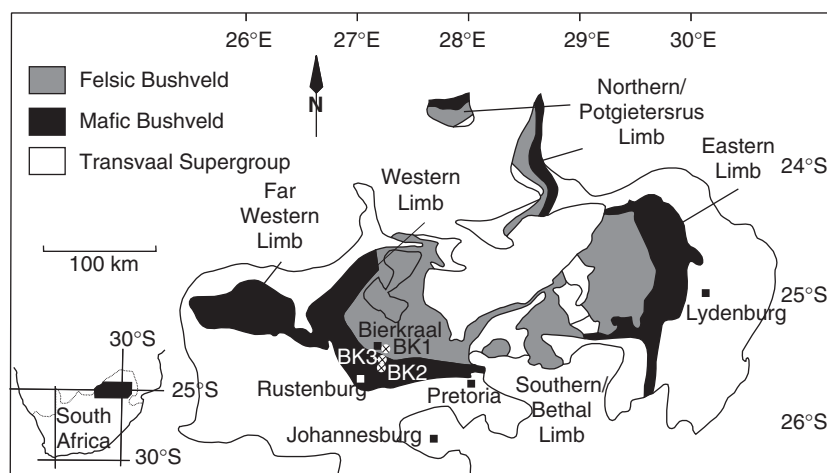 26°E 27°E 28°E 29°E 30°E
Felsic Bushveld
Mafic Bushveld
Transvaal Supergroup
N
Northern/
Potgietersrus
Limb
Eastern
Limb
24°S
Western
Limb
Far
Western
Limb
100 km
25°S
Lydenburg
Bierkraal
BK1
BK3
BK2
Rustenburg
Pretoria
Southern/
Bethal
Limb
Johannesburg
26°S
30°S
25°S
South
Africa
30°S